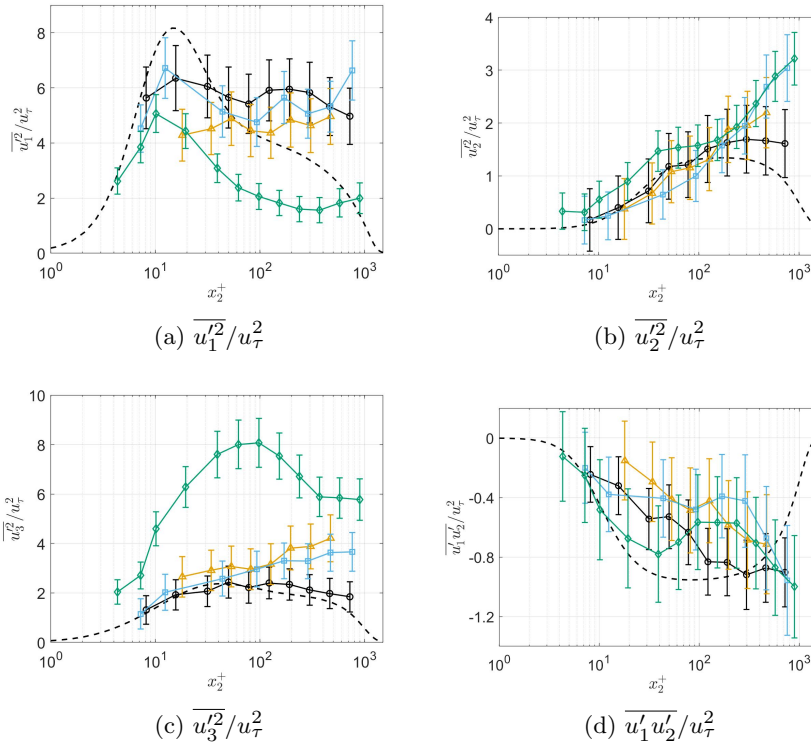 8
6
4
2
0
$\overline{u_1'^2}/u_\tau^2$
10^0 10^1 10^2 10^3
$x_2^+$
(a) $\overline{u_1'^2}/u_\tau^2$
4
3
2
1
0
$\overline{u_2'^2}/u_\tau^2$
10^0 10^1 10^2 10^3
$x_2^+$
(b) $\overline{u_2'^2}/u_\tau^2$
10
8
6
4
2
0
$\overline{u_3'^2}/u_\tau^2$
10^0 10^1 10^2 10^3
$x_2^+$
(c) $\overline{u_3'^2}/u_\tau^2$
0
-0.4
-0.8
-1.2
$\overline{u_1'u_2'}/u_\tau^2$
10^0 10^1 10^2 10^3
$x_2^+$
(d) $\overline{u_1'u_2'}/u_\tau^2$